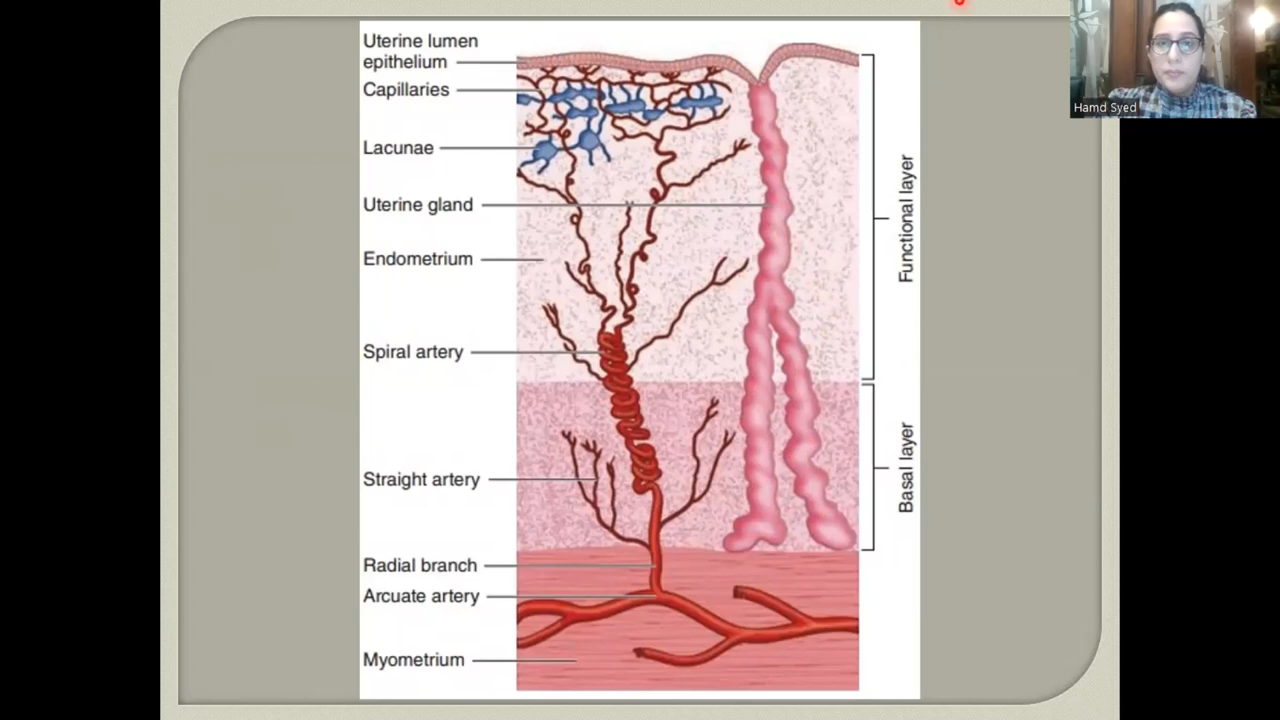 Uterine lumen
epithelium
Capillaries
Lacunae
Uterine gland
Endometrium
Spiral artery
Straight artery
Radial branch
Arcuate artery
Myometrium
Functional layer
Basal layer
Hamd Syed